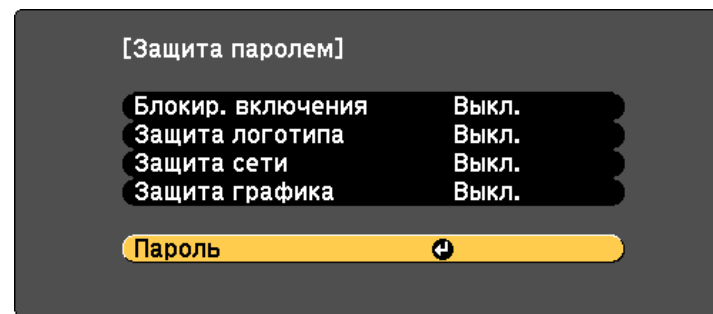 [Защита паролем]
Блокир. включения Выкл.
Защита логотипа Выкл.
Защита сети Выкл.
Защита графика Выкл.
Пароль